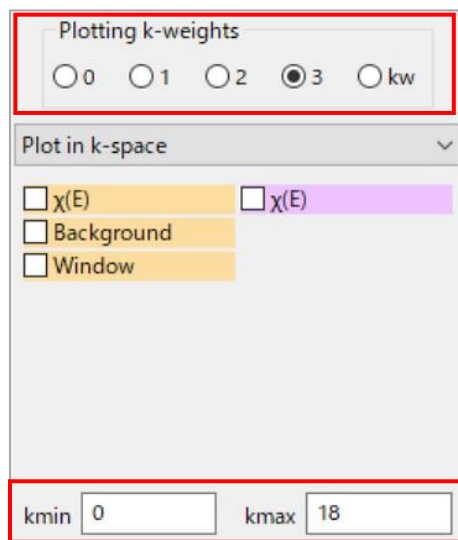 Plotting k-weights
0 1 2 3 kw
Plot in k-space
χ(E) χ(E)
Background
Window
kmin 0 kmax 18